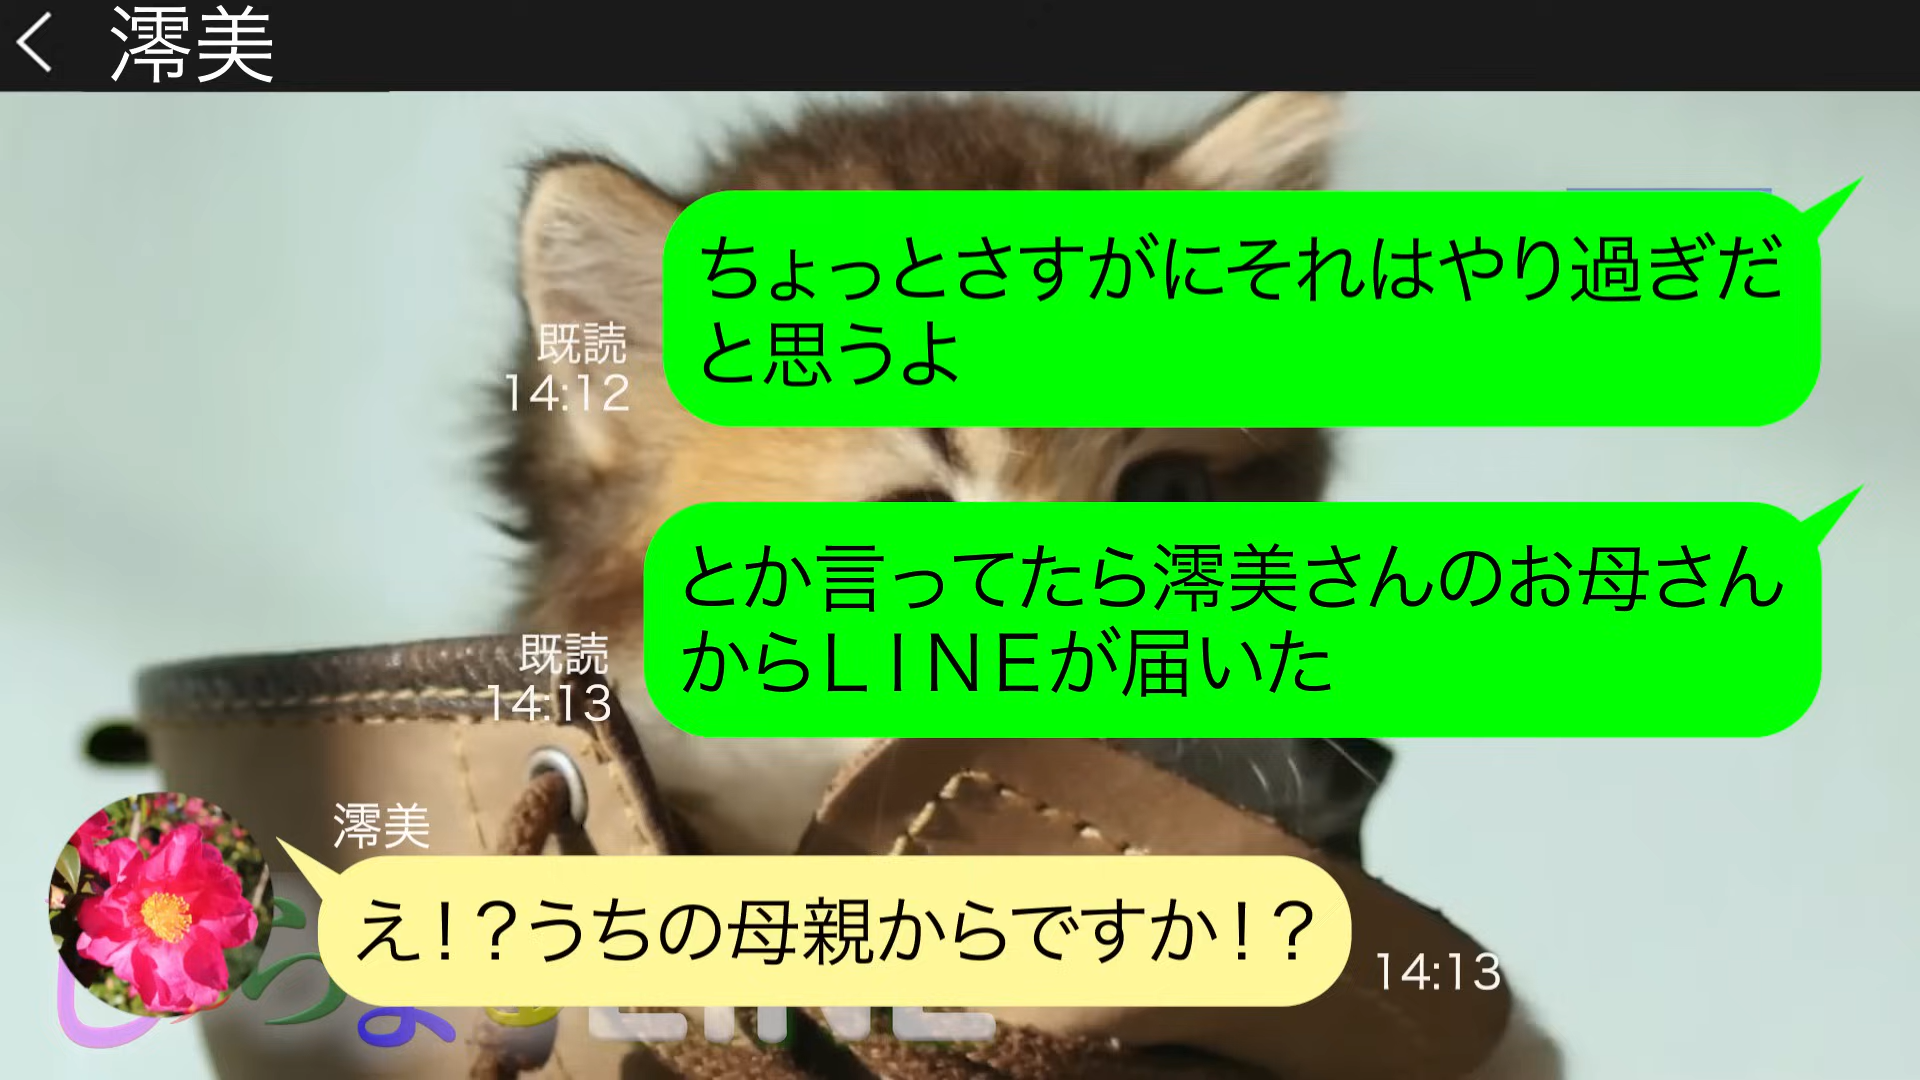 澪美
ちょっとさすがにそれはやり過ぎだ
と思うよ
既読
14:12
とか言ってたら澪美さんのお母さん
からＬＩＮＥが届いた
既読
14:13
澪美
え！？うちの母親からですか！？
14:13